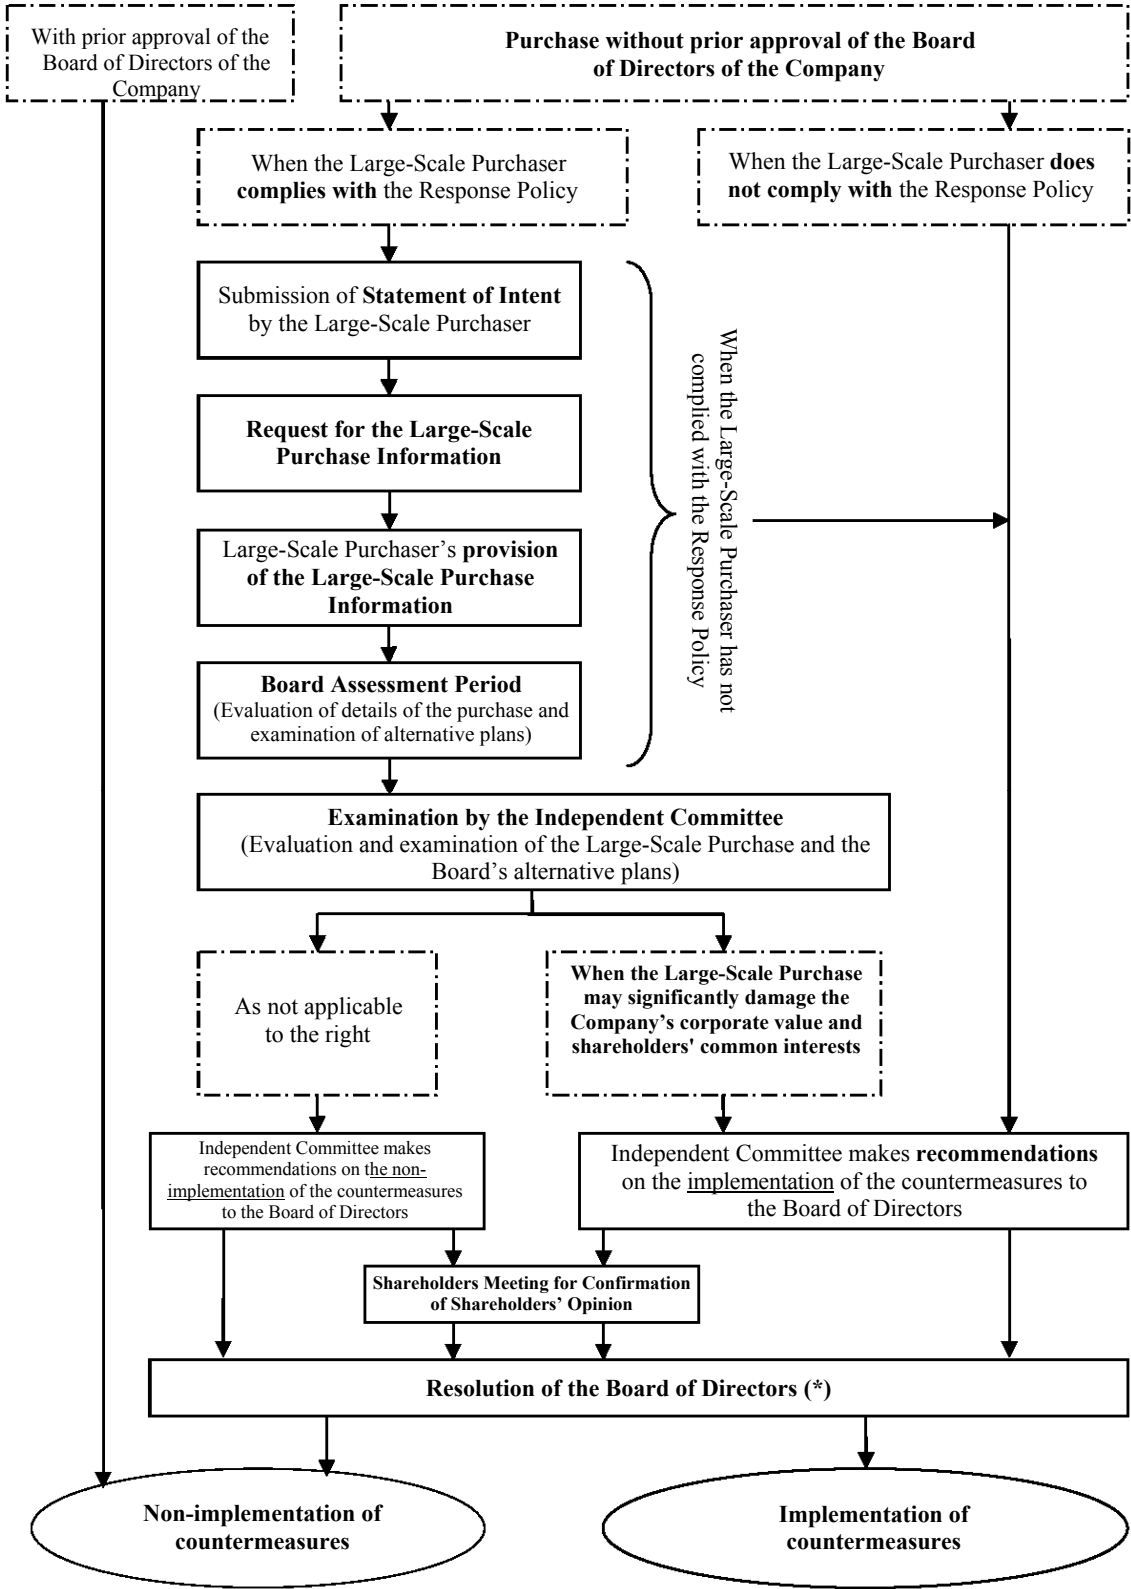 With prior approval of the
Board of Directors of the
Company
Purchase without prior approval of the Board
of Directors of the Company
When the Large-Scale Purchaser
complies with the Response Policy
When the Large-Scale Purchaser does
not comply with the Response Policy
Submission of Statement of Intent
by the Large-Scale Purchaser
Request for the Large-Scale
Purchase Information
Large-Scale Purchaser’s provision
of the Large-Scale Purchase
Information
Board Assessment Period
(Evaluation of details of the purchase and
examination of alternative plans)
When the Large-Scale Purchaser has not
complied with the Response Policy
Examination by the Independent Committee
(Evaluation and examination of the Large-Scale Purchase and the
Board’s alternative plans)
As not applicable
to the right
When the Large-Scale Purchase
may significantly damage the
Company’s corporate value and
shareholders' common interests
Independent Committee makes
recommendations on the non-
implementation of the countermeasures
to the Board of Directors
Independent Committee makes recommendations
on the implementation of the countermeasures to
the Board of Directors
Shareholders Meeting for Confirmation
of Shareholders’ Opinion
Resolution of the Board of Directors (*)
Non-implementation of
countermeasures
Implementation of
countermeasures